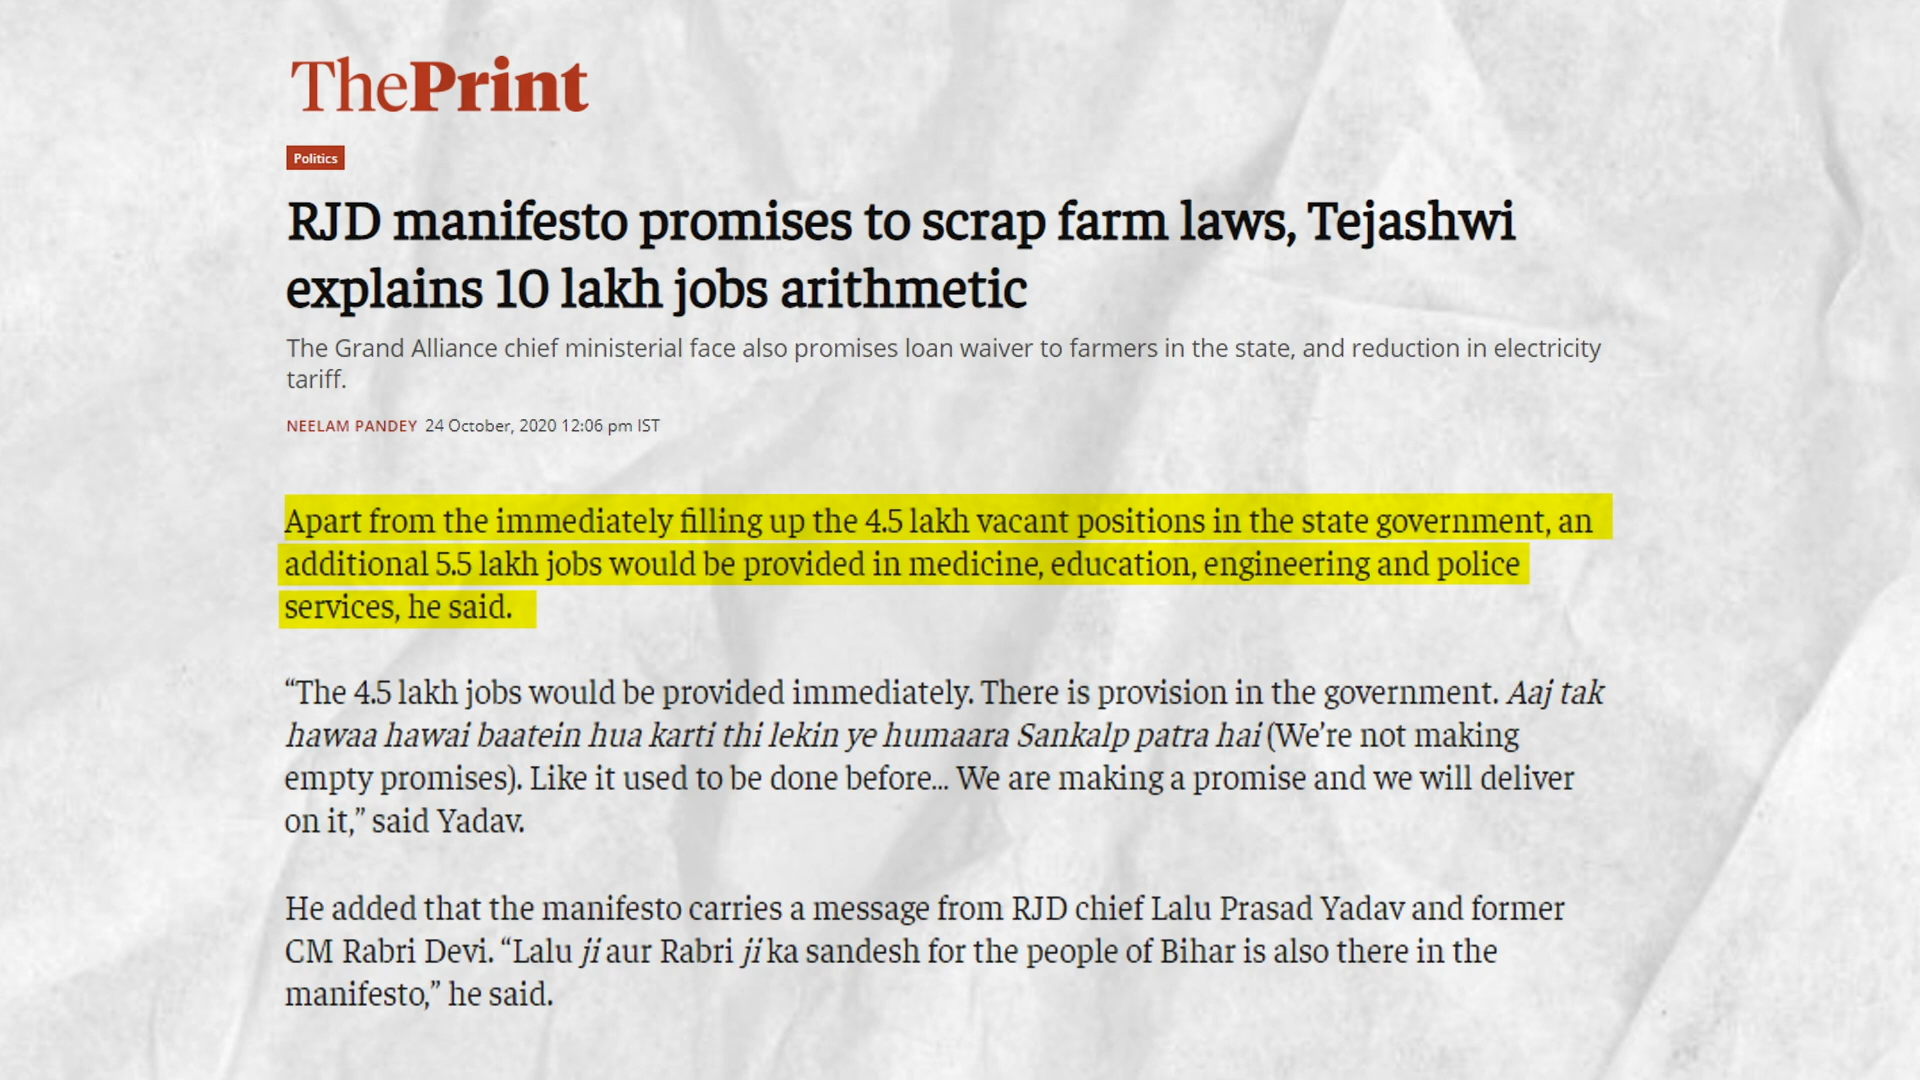 ThePrint
Politics
RJD manifesto promises to scrap farm laws, Tejashwi
explains 10 lakh jobs arithmetic
The Grand Alliance chief ministerial face also promises loan waiver to farmers in the state, and reduction in electricity
tariff.
NEELAM PANDEY 24 October, 2020 12:06 pm IST
Apart from the immediately filling up the 4.5 lakh vacant positions in the state government, an
additional 5.5 lakh jobs would be provided in medicine, education, engineering and police
services, he said.
“The 4.5 lakh jobs would be provided immediately. There is provision in the government. Aaj tak
hawaa hawai baatein hua karti thi lekin ye humaara Sankalp patra hai (We’re not making
empty promises). Like it used to be done before... We are making a promise and we will deliver
on it,” said Yadav.
He added that the manifesto carries a message from RJD chief Lalu Prasad Yadav and former
CM Rabri Devi. “Lalu ji aur Rabri ji ka sandesh for the people of Bihar is also there in the
manifesto,” he said.